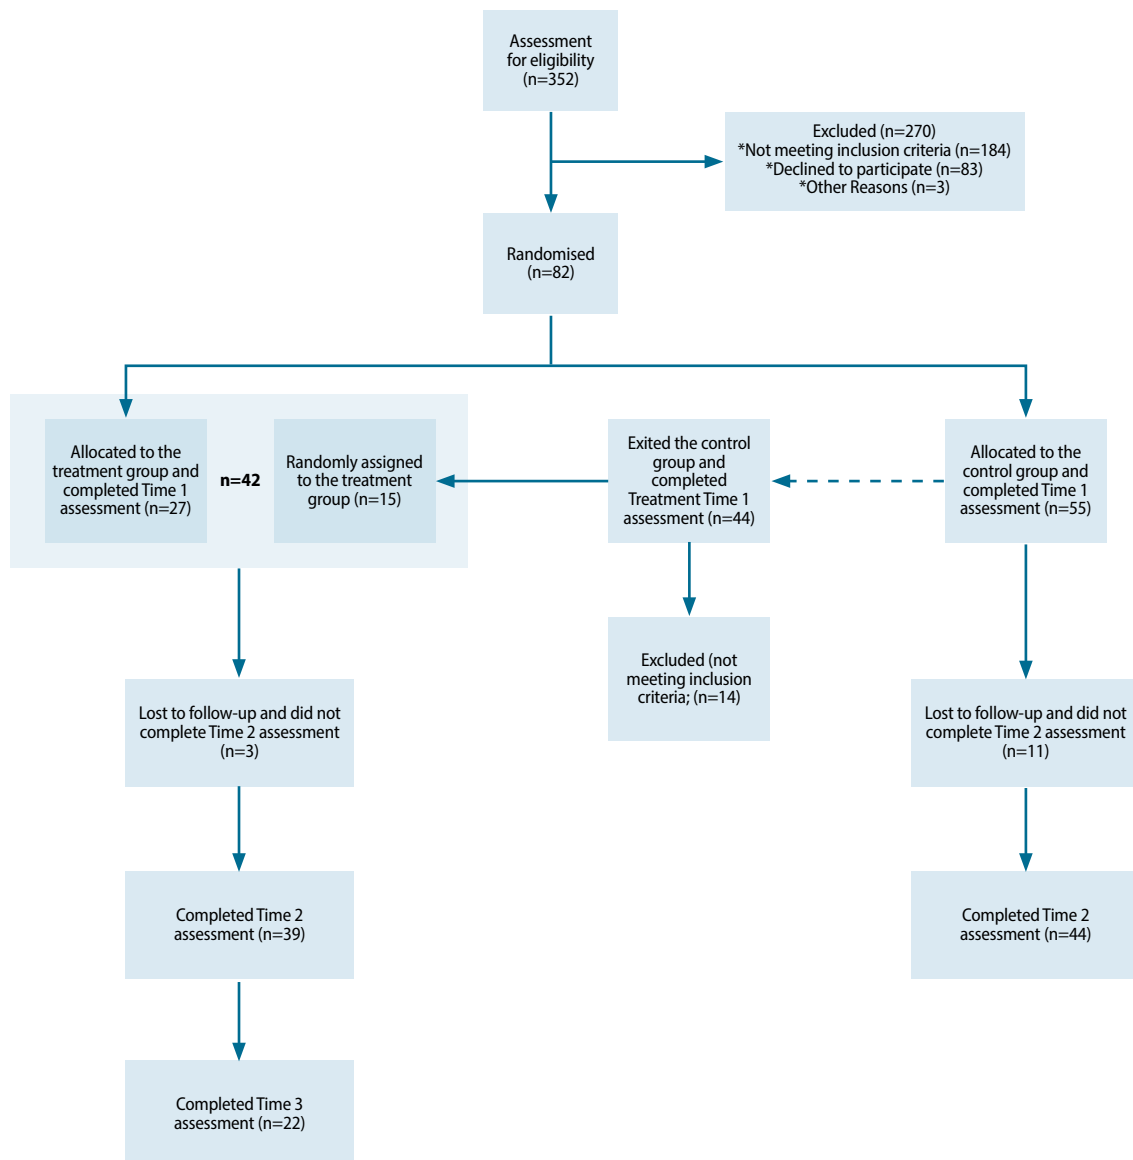 Assessment
for eligibility
(n=352)
Excluded (n=270)
*Not meeting inclusion criteria (n=184)
*Declined to participate (n=83)
*Other Reasons (n=3)
Randomised
(n=82)
Allocated to the
treatment group and
completed Time 1
assessment (n=27)
n=42
Randomly assigned
to the treatment
group (n=15)
Exited the control
group and
completed
Treatment Time 1
assessment (n=44)
Allocated to the
control group and
completed Time 1
assessment (n=55)
Excluded (not
meeting inclusion
criteria; (n=14)
Lost to follow-up and did not
complete Time 2 assessment
(n=3)
Lost to follow-up and did not
complete Time 2 assessment
(n=11)
Completed Time 2
assessment (n=39)
Completed Time 2
assessment (n=44)
Completed Time 3
assessment (n=22)